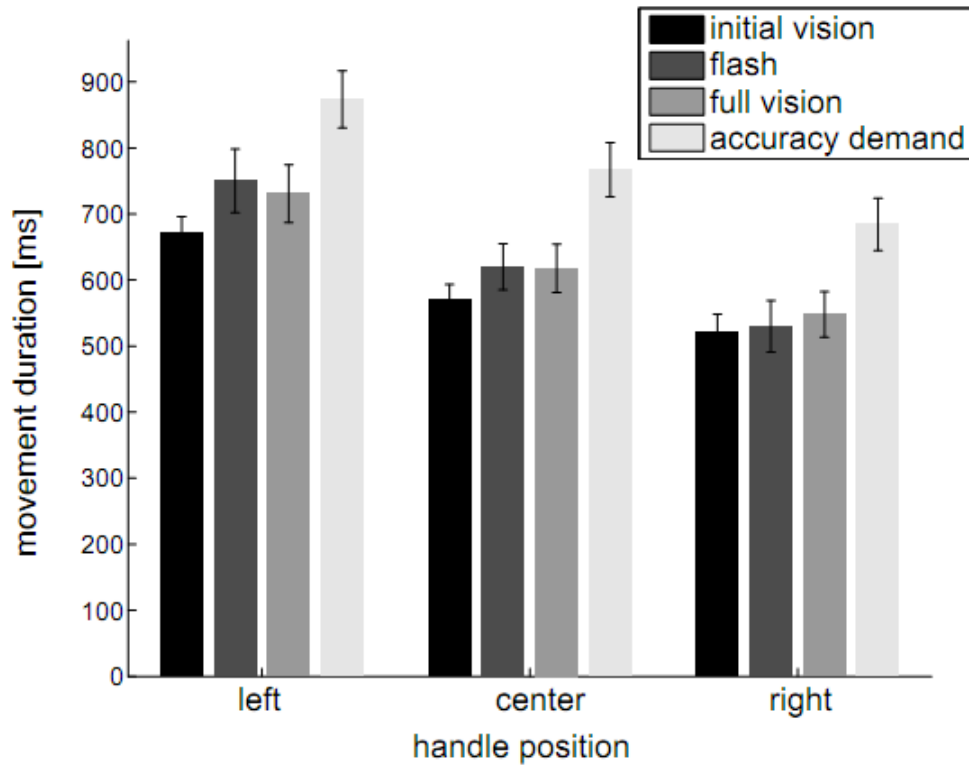 initial vision
flash
full vision
accuracy demand
movement duration [ms]
900
800
700
600
500
400
300
200
100
0
left center right
handle position